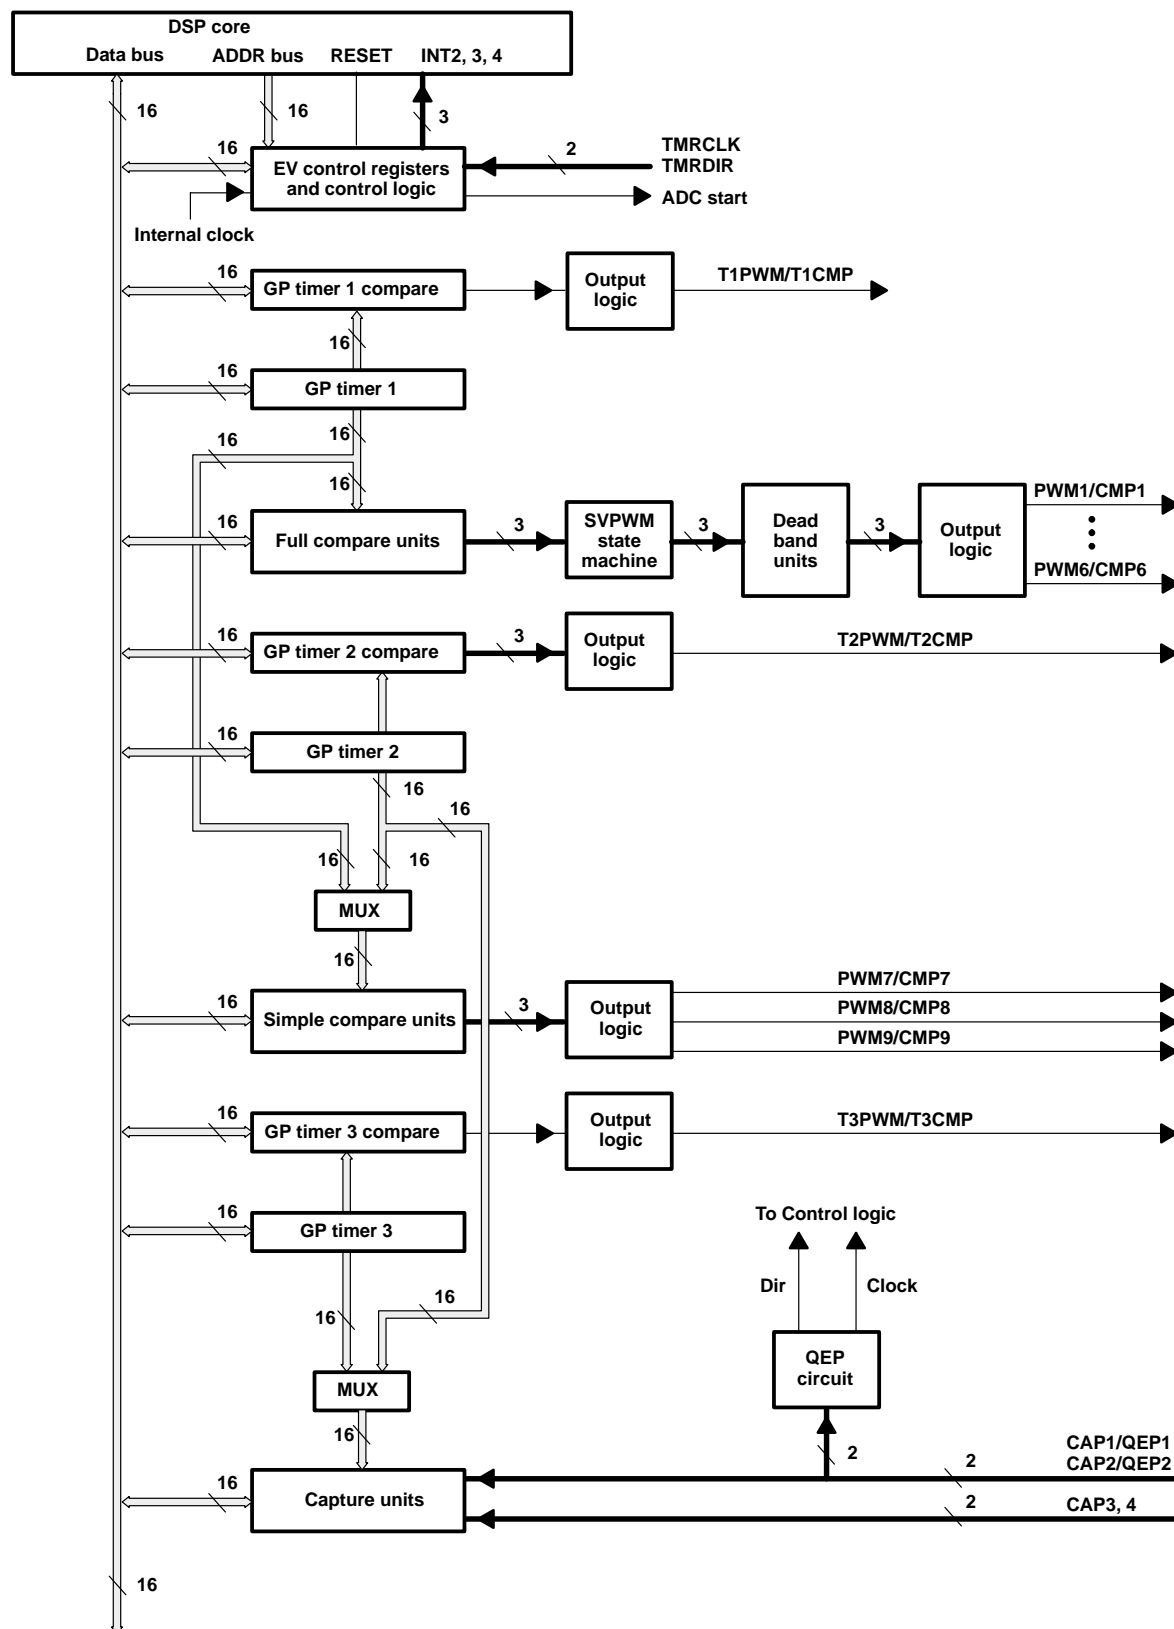 DSP core
Data bus ADDR bus RESET INT2, 3, 4
16 16 3
16 2 TMRCLK
EV control registers TMRDIR
and control logic ADC start
Internal clock
16 Output T1PWM/T1CMP
GP timer 1 compare logic
16
16
GP timer 1
16
16
16
16 3 SVPWM 3 Dead 3 PWM1/CMP1
Full compare units state band Output
machine units logic
PWM6/CMP6
16 3 Output T2PWM/T2CMP
GP timer 2 compare logic
16
GP timer 2
16
16
16 16
MUX
16
PWM7/CMP7
16 3 Output PWM8/CMP8
Simple compare units logic
PWM9/CMP9
16 Output T3PWM/T3CMP
GP timer 3 compare logic
16 To Control logic
GP timer 3
Dir Clock
16
16
QEP
MUX circuit
16
2 2 CAP1/QEP1
CAP2/QEP2
16
Capture units 2 CAP3, 4
16